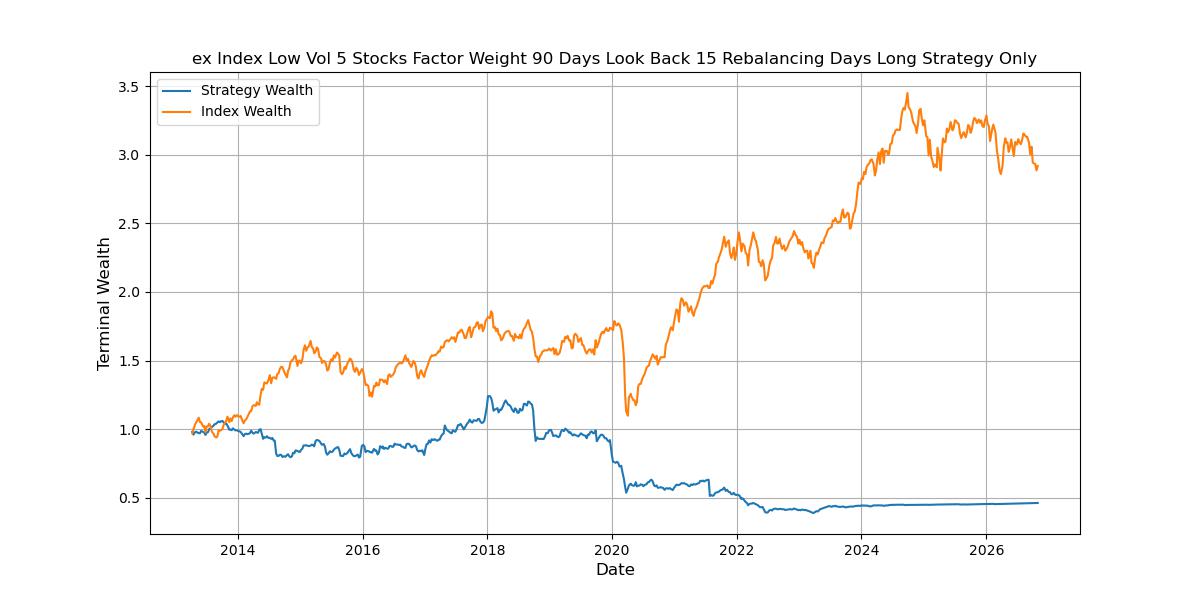 ex Index Low Vol 5 Stocks Factor Weight 90 Days Look Back 15 Rebalancing Days Long Strategy Only
Strategy Wealth
Index Wealth
3.5
3.0
2.5
2.0
1.5
1.0
0.5
Terminal Wealth
2014 2016 2018 2020 2022 2024 2026
Date